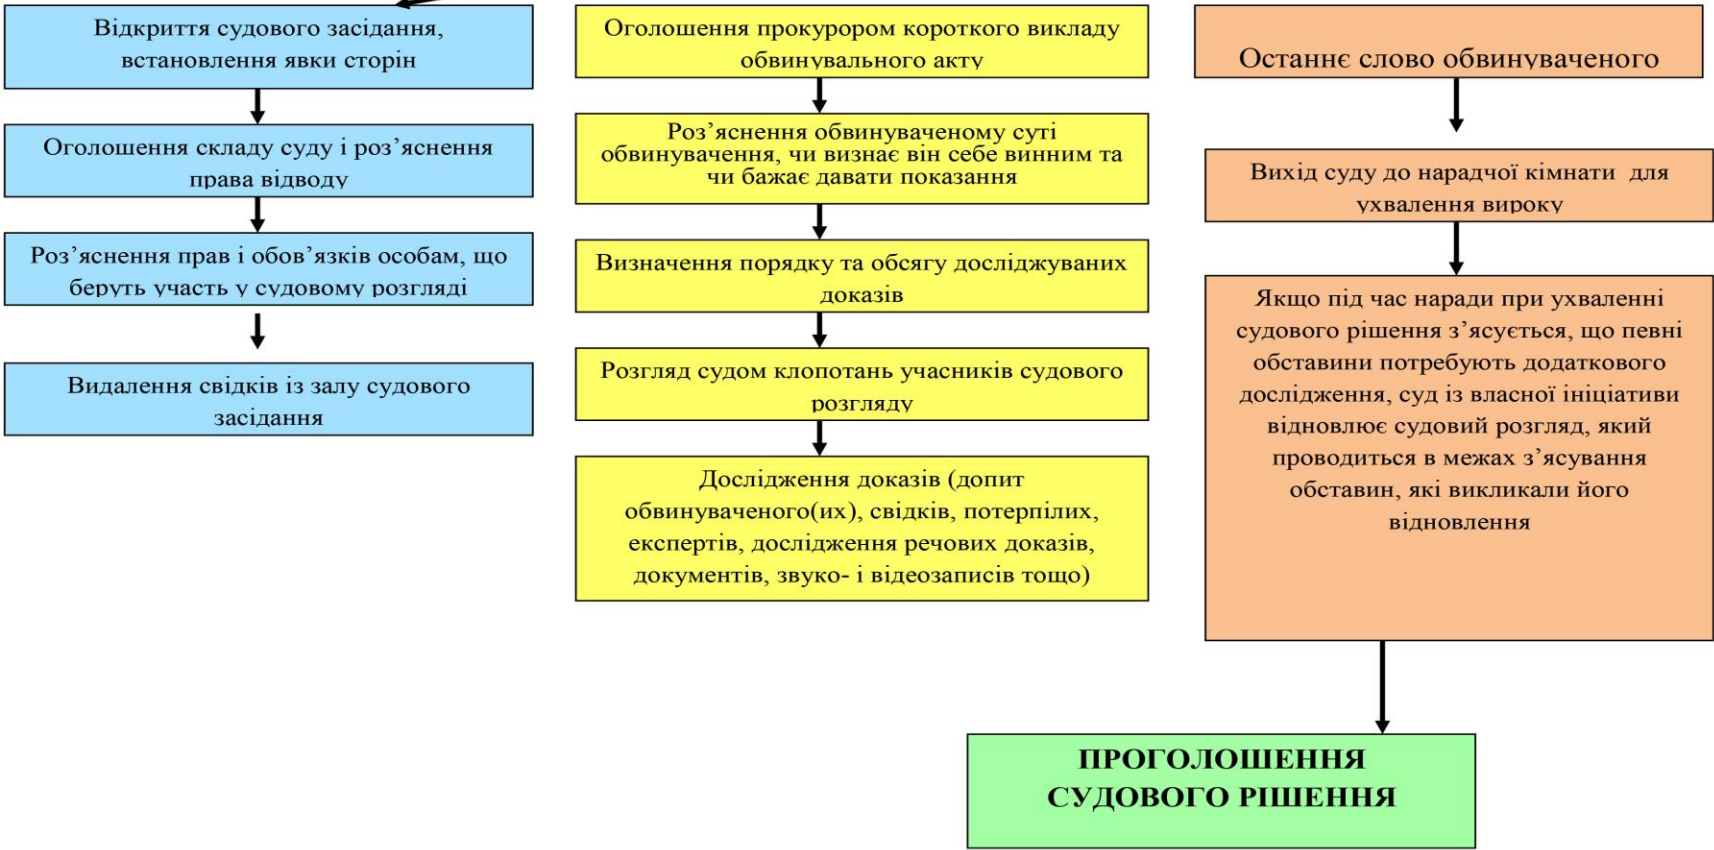 Відкриття судового засідання,
встановлення явки сторін
Оголошення складу суду і роз’яснення
права відводу
Роз’яснення прав і обов’язків особам, що
беруть участь у судовому розгляді
Видалення свідків із залу судового
засідання
Оголошення прокурором короткого викладу
обвинувального акту
Роз’яснення обвинуваченому суті
обвинувачення, чи визнає він себе винним та
чи бажає давати показання
Визначення порядку та обсягу досліджуваних
доказів
Розгляд судом клопотань учасників судового
розгляду
Дослідження доказів (допит
обвинуваченого(их), свідків, потерпілих,
експертів, дослідження речових доказів,
документів, звуко- і відеозаписів тощо)
Останнє слово обвинуваченого
Вихід суду до нарадчої кімнати для
ухвалення вироку
Якщо під час наради при ухваленні
судового рішення з’ясується, що певні
обставини потребують додаткового
дослідження, суд із власної ініціативи
відновлює судовий розгляд, який
проводиться в межах з’ясування
обставин, які викликали його
відновлення
ПРОГОЛОШЕННЯ
СУДОВОГО РІШЕННЯ